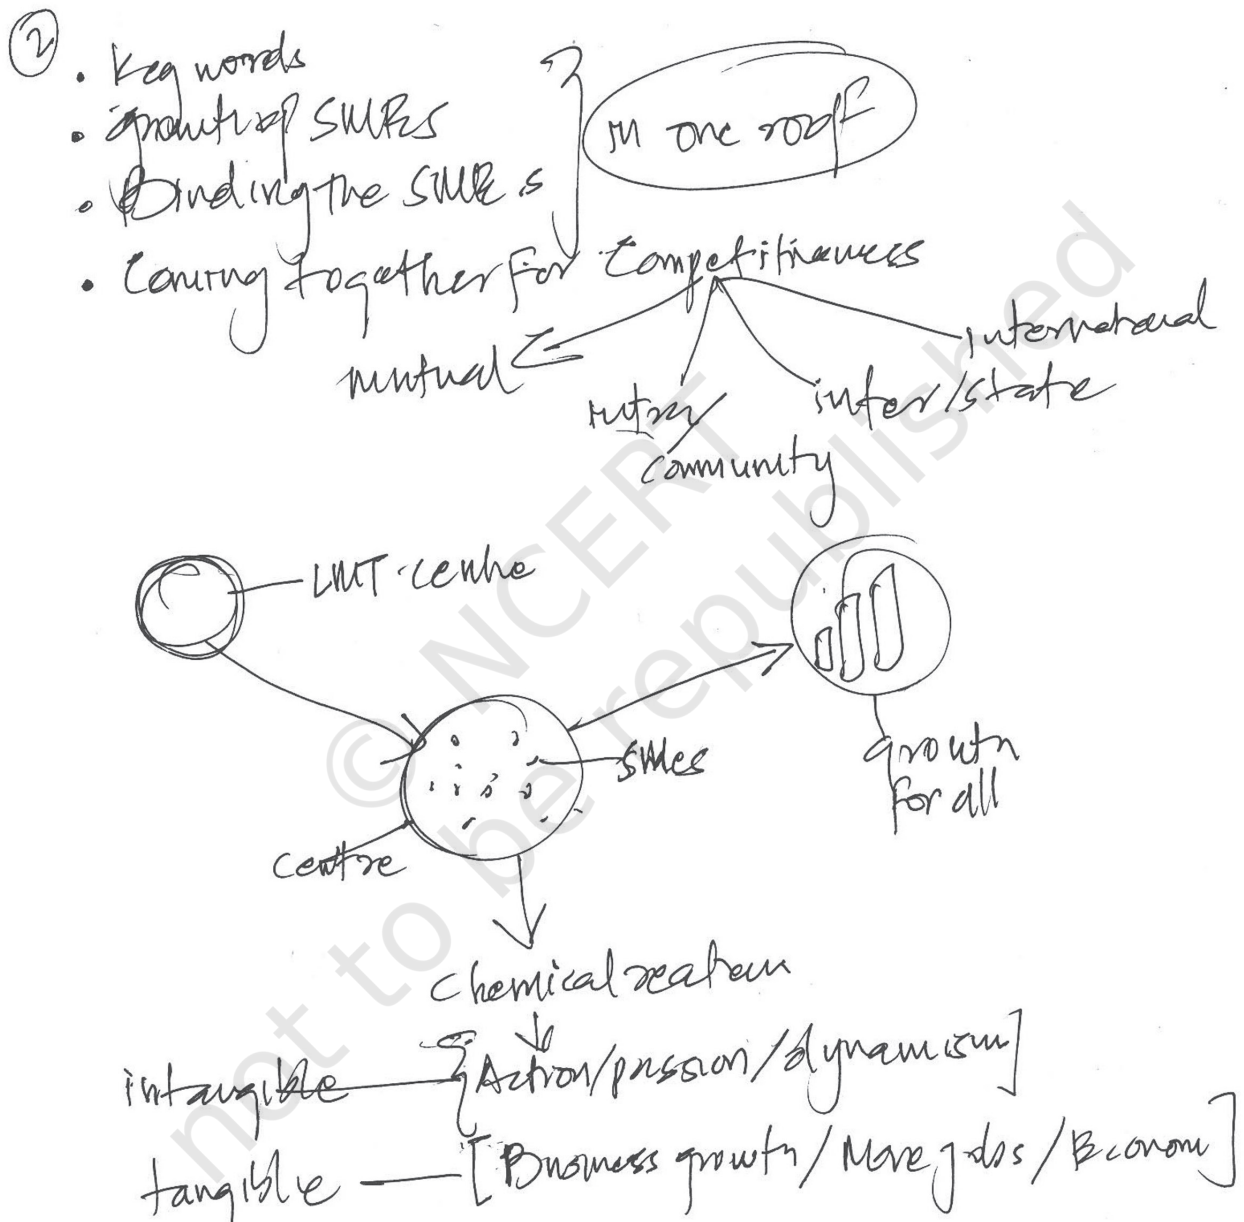 2
• Key words
• growth of SMEs
• Binding the SMEs
in one roof
• Coming together for Competitiveness
mutual
intra/
community
inter/state
international
LMT-centre
SMEs
growth
for all
centre
Chemical reaction
intangible {Action/passion/dynamism]
tangible [Business growth/More jobs/Econom]
© NCERT
not to be republished